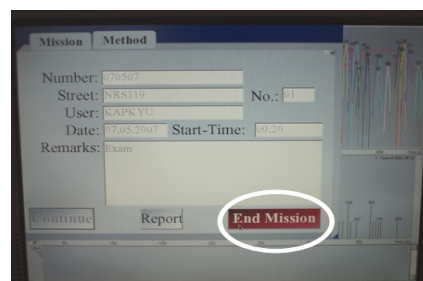 Mission Method
Number: 070507
Street: NRS119 No.: 01
User: KAPKYU
Date: 07.05.2007 Start-Time: 09:20
Remarks: Exam
Continue Report End Mission